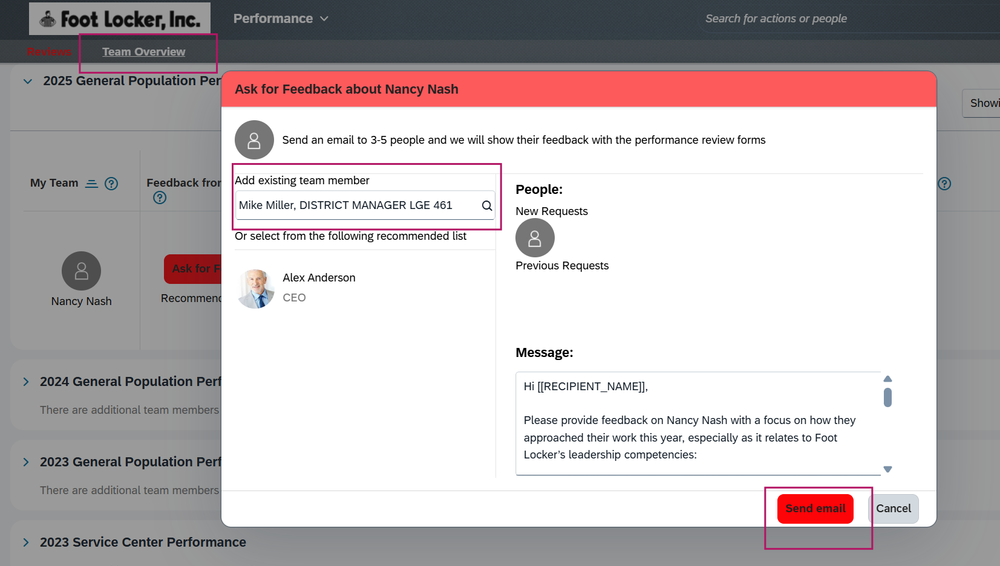 Foot Locker, Inc.
Performance
Search for actions or people
Reviews
Team Overview
2025 General Population Per
Showi
Ask for Feedback about Nancy Nash
Send an email to 3-5 people and we will show their feedback with the performance review forms
My Team
Feedback from
Add existing team member
Mike Miller, DISTRICT MANAGER LGE 461
Or select from the following recommended list
Alex Anderson
CEO
People:
New Requests
Previous Requests
Nancy Nash
Ask for F
Recommend
Message:
Hi [[RECIPIENT_NAME]],
Please provide feedback on Nancy Nash with a focus on how they
approached their work this year, especially as it relates to Foot
Locker’s leadership competencies:
2024 General Population Perf
There are additional team members
2023 General Population Perf
There are additional team members
Send email
Cancel
2023 Service Center Performance